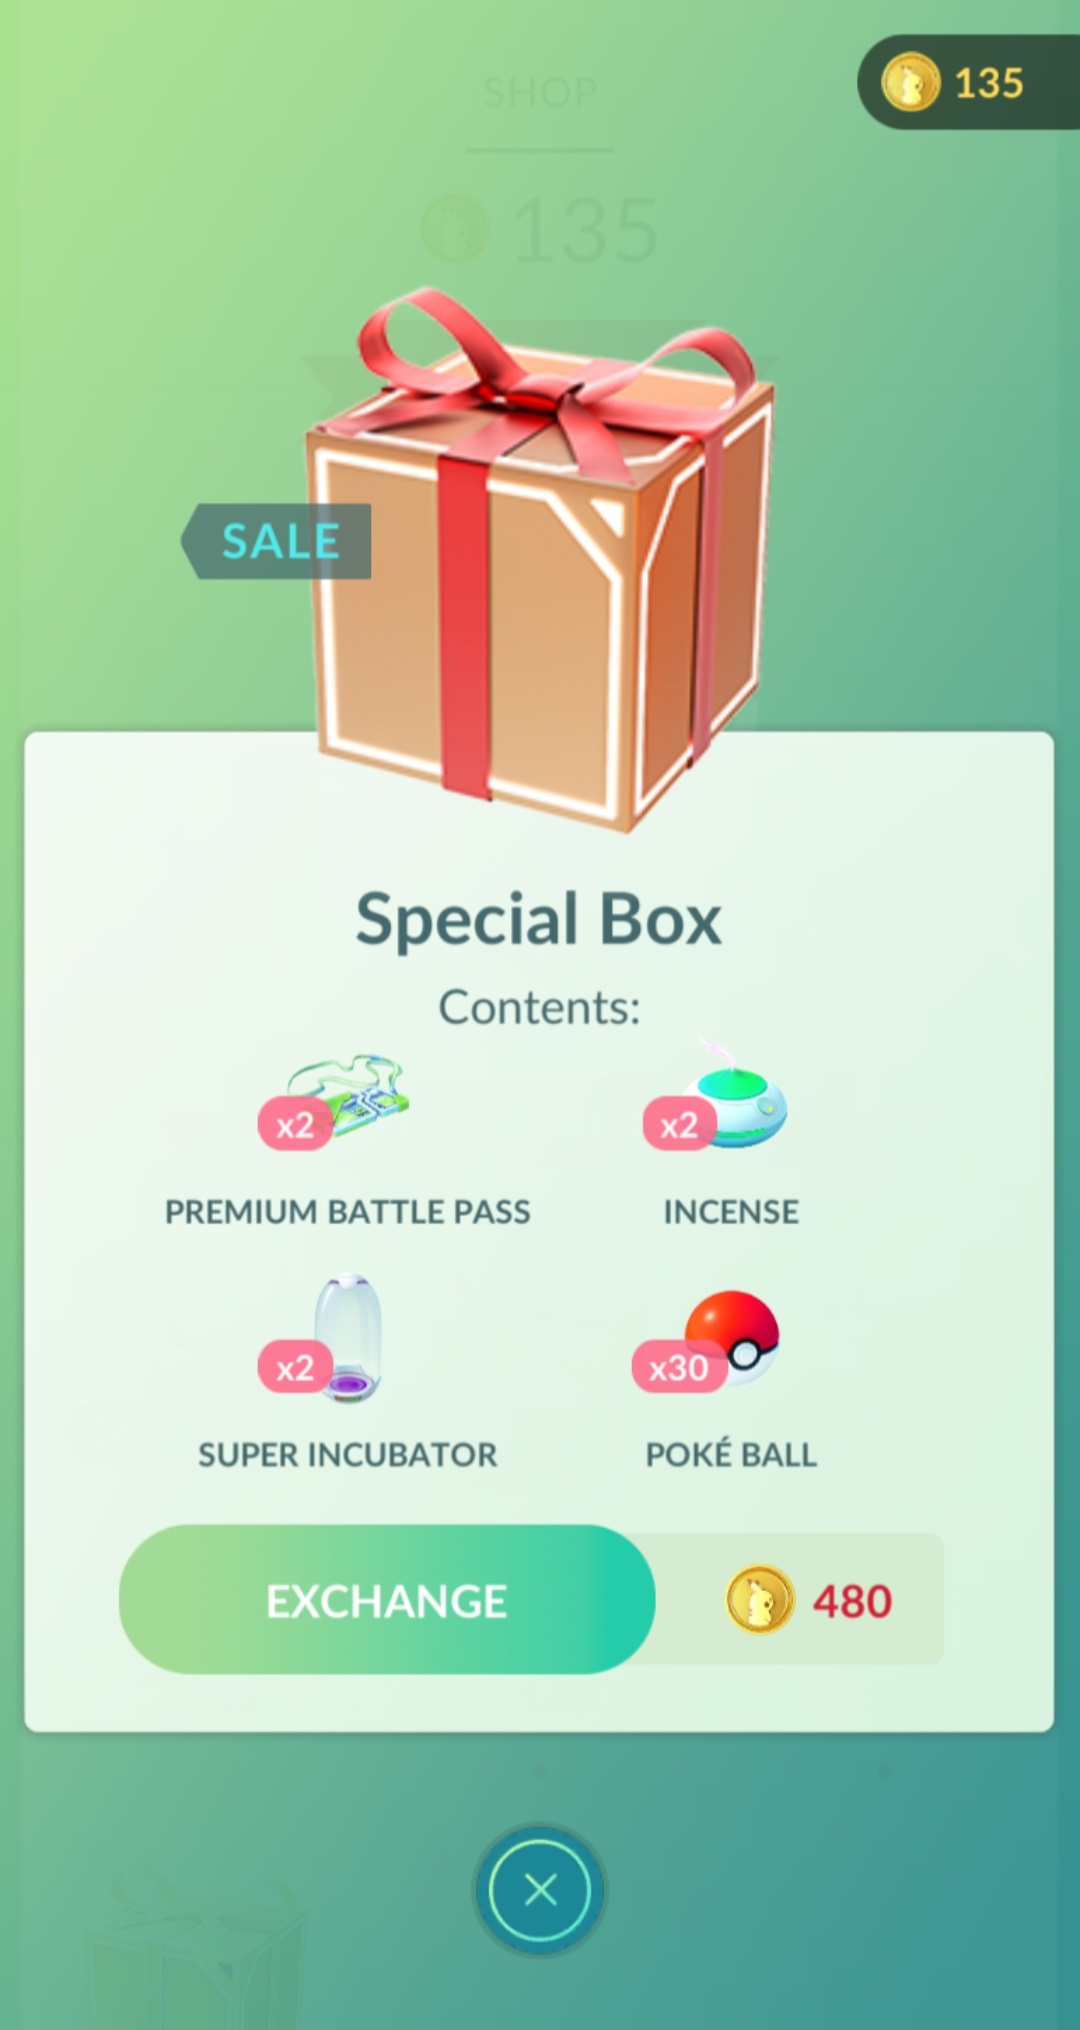 135
SHOP
135
SALE
Special Box
Contents:
x2
PREMIUM BATTLE PASS
x2
INCENSE
x2
SUPER INCUBATOR
x30
POKÉ BALL
EXCHANGE
480